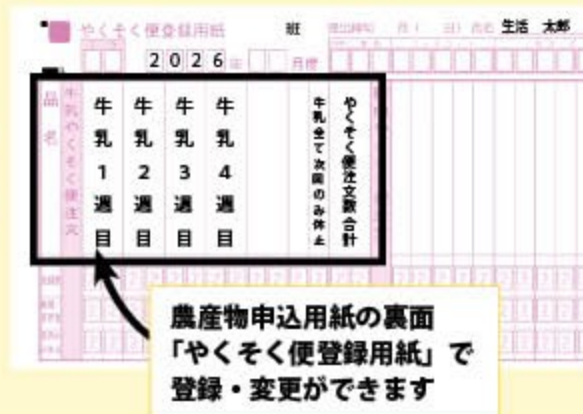 やくそく便登録用紙
班
生活 太郎
2026年
月度
品名
牛乳やくそく便注文
牛乳1週目
牛乳2週目
牛乳3週目
牛乳4週目
牛乳全て次回のみ休止
やくそく便注文数合計
農産物申込用紙の裏面
「やくそく便登録用紙」で
登録・変更ができます